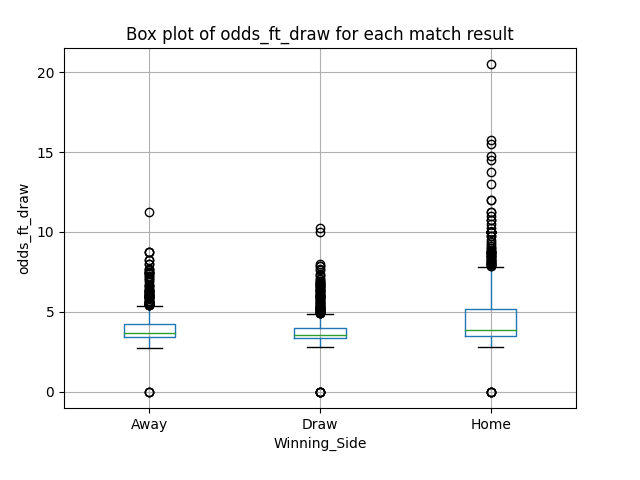 Box plot of odds_ft_draw for each match result
20
15
10
5
0
odds_ft_draw
Away
Draw
Home
Winning_Side